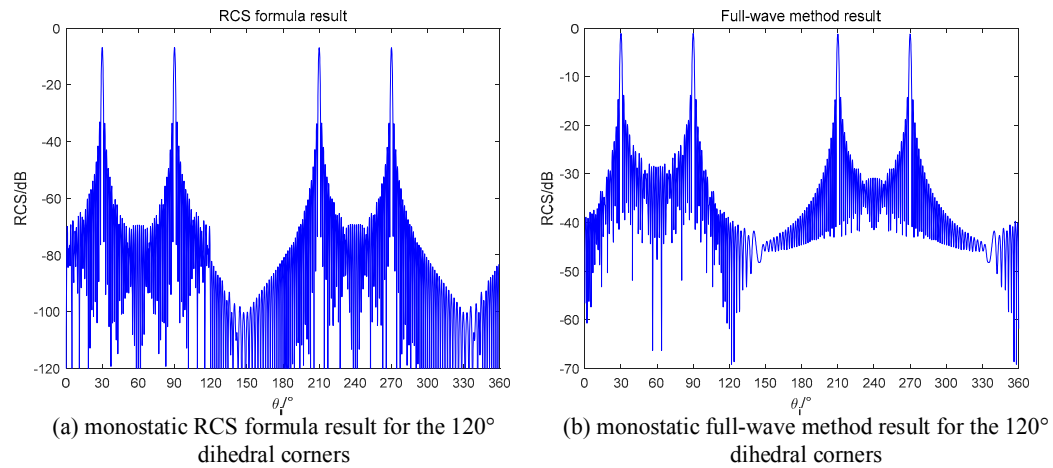 RCS formula result
0
-20
-40
-60
-80
-100
-120
RCS/dB
0 30 60 90 120 150 180 210 240 270 300 330 360
θᵢ/°
(a) monostatic RCS formula result for the 120°
dihedral corners
Full-wave method result
0
-10
-20
-30
-40
-50
-60
-70
RCS/dB
0 30 60 90 120 150 180 210 240 270 300 330 360
θᵢ/°
(b) monostatic full-wave method result for the 120°
dihedral corners